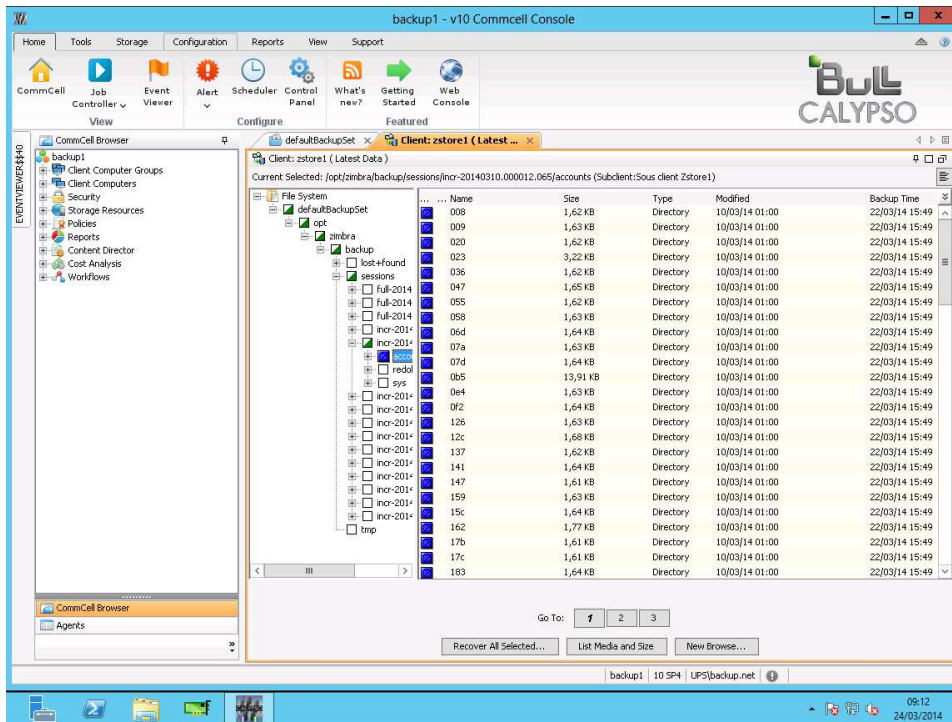 backup1 - v10 Commcell Console
Home Tools Storage Configuration Reports View Support
CommCell Job Controller Event Viewer Alert Scheduler Control Panel What's new? Getting Started Web Console
View Configure Featured
BULL CALYPSO
EVENTVIEWER$$40
CommCell Browser
defaultBackupSet Client: zstore1 ( Latest ...
backup1
Client Computer Groups
Client Computers
Security
Storage Resources
Policies
Reports
Content Director
Cost Analysis
Workflows
Client: zstore1 ( Latest Data )
Current Selected: /opt/zimbra/backup/sessions/incr-20140310.000012.065/accounts (Subclient:Sous client Zstore1)
File System
defaultBackupSet
opt
zimbra
backup
lost+found
sessions
full-2014
full-2014
full-2014
incr-2014
incr-2014
accou
redol
sys
incr-2014
incr-2014
incr-2014
incr-2014
incr-2014
incr-2014
incr-2014
incr-2014
incr-2014
incr-2014
tmp
... ... Name Size Type Modified Backup Time
008 1,62 KB Directory 10/03/14 01:00 22/03/14 15:49
009 1,63 KB Directory 10/03/14 01:00 22/03/14 15:49
020 1,62 KB Directory 10/03/14 01:00 22/03/14 15:49
023 3,22 KB Directory 10/03/14 01:00 22/03/14 15:49
036 1,62 KB Directory 10/03/14 01:00 22/03/14 15:49
047 1,65 KB Directory 10/03/14 01:00 22/03/14 15:49
055 1,62 KB Directory 10/03/14 01:00 22/03/14 15:49
058 1,63 KB Directory 10/03/14 01:00 22/03/14 15:49
06d 1,64 KB Directory 10/03/14 01:00 22/03/14 15:49
07a 1,63 KB Directory 10/03/14 01:00 22/03/14 15:49
07d 1,64 KB Directory 10/03/14 01:00 22/03/14 15:49
0b5 13,91 KB Directory 10/03/14 01:00 22/03/14 15:49
0e4 1,63 KB Directory 10/03/14 01:00 22/03/14 15:49
0f2 1,64 KB Directory 10/03/14 01:00 22/03/14 15:49
126 1,63 KB Directory 10/03/14 01:00 22/03/14 15:49
12c 1,68 KB Directory 10/03/14 01:00 22/03/14 15:49
137 1,62 KB Directory 10/03/14 01:00 22/03/14 15:49
141 1,64 KB Directory 10/03/14 01:00 22/03/14 15:49
147 1,61 KB Directory 10/03/14 01:00 22/03/14 15:49
159 1,63 KB Directory 10/03/14 01:00 22/03/14 15:49
15c 1,64 KB Directory 10/03/14 01:00 22/03/14 15:49
162 1,77 KB Directory 10/03/14 01:00 22/03/14 15:49
17b 1,61 KB Directory 10/03/14 01:00 22/03/14 15:49
17c 1,61 KB Directory 10/03/14 01:00 22/03/14 15:49
183 1,64 KB Directory 10/03/14 01:00 22/03/14 15:49
CommCell Browser
Agents
Go To: 1 2 3
Recover All Selected... List Media and Size New Browse...
backup1 10 SP4 UPS\backup.net
09:12
24/03/2014